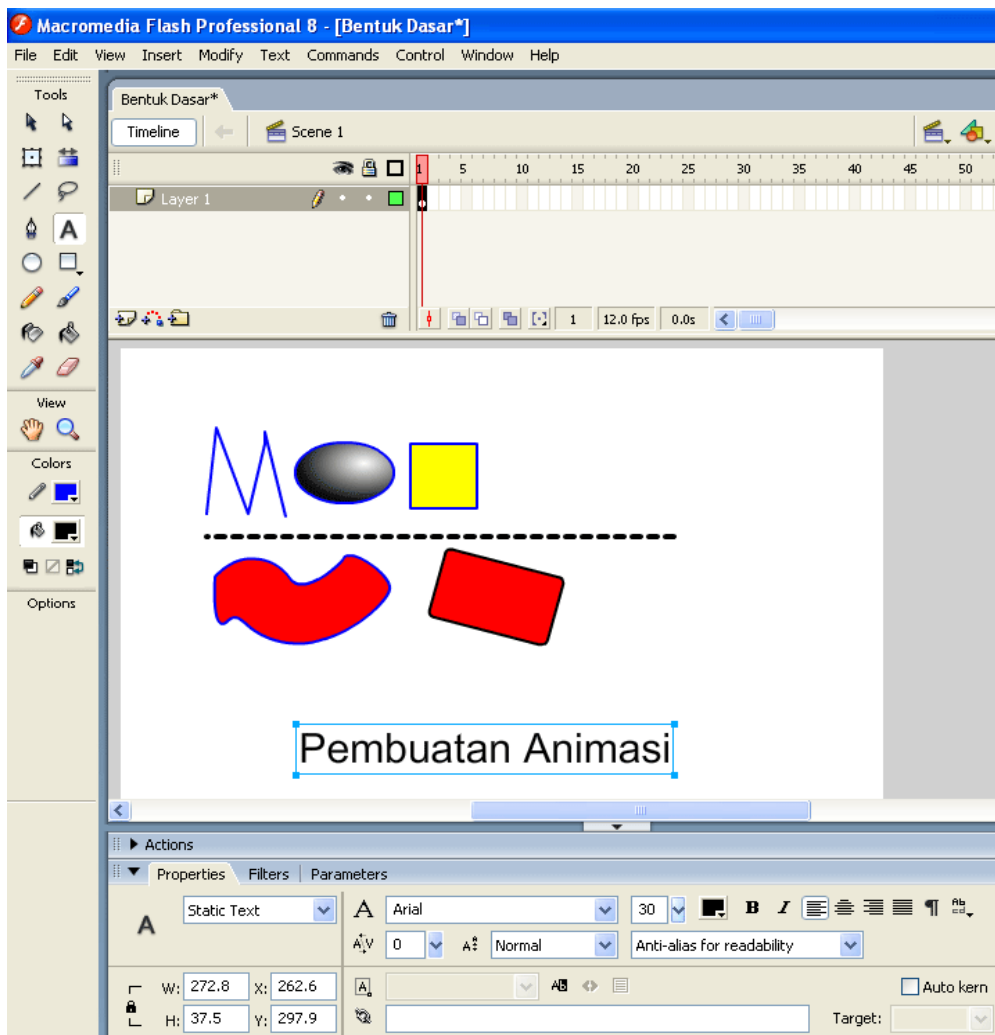 Macromedia Flash Professional 8 - [Bentuk Dasar*]
File Edit View Insert Modify Text Commands Control Window Help
Tools
Bentuk Dasar*
Timeline Scene 1
1 5 10 15 20 25 30 35 40 45 50
Layer 1
1 12.0 fps 0.0s
View
Colors
Options
Pembuatan Animasi
Actions
Properties Filters Parameters
A Static Text A Arial 30 B I
A|V 0 Normal Anti-alias for readability
W: 272.8 X: 262.6 Auto kern
H: 37.5 Y: 297.9 Target: